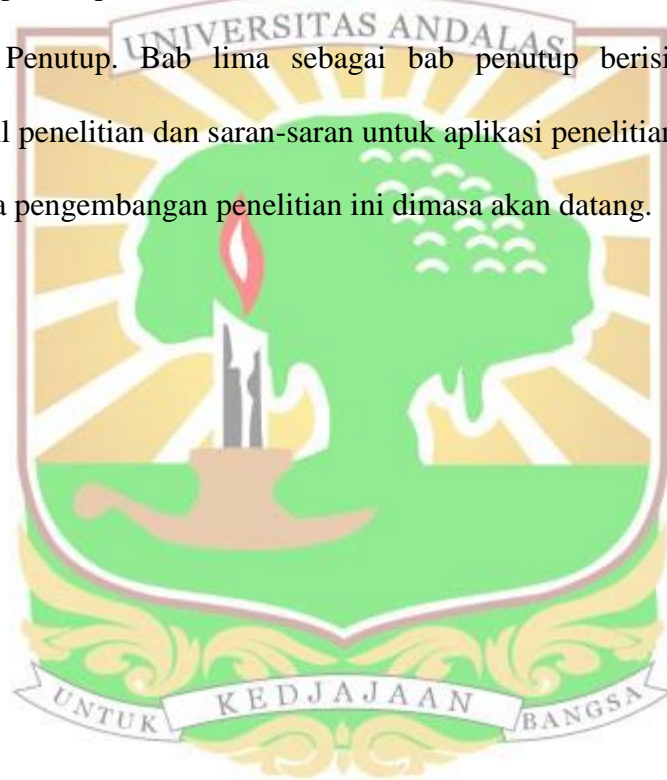 UNIVERSITAS ANDALAS
Penutup. Bab lima sebagai bab penutup berisi
penelitian dan saran-saran untuk aplikasi penelitian
pengembangan penelitian ini dimasa akan datang.
UNTUK KEDJAJAAN BANGSA